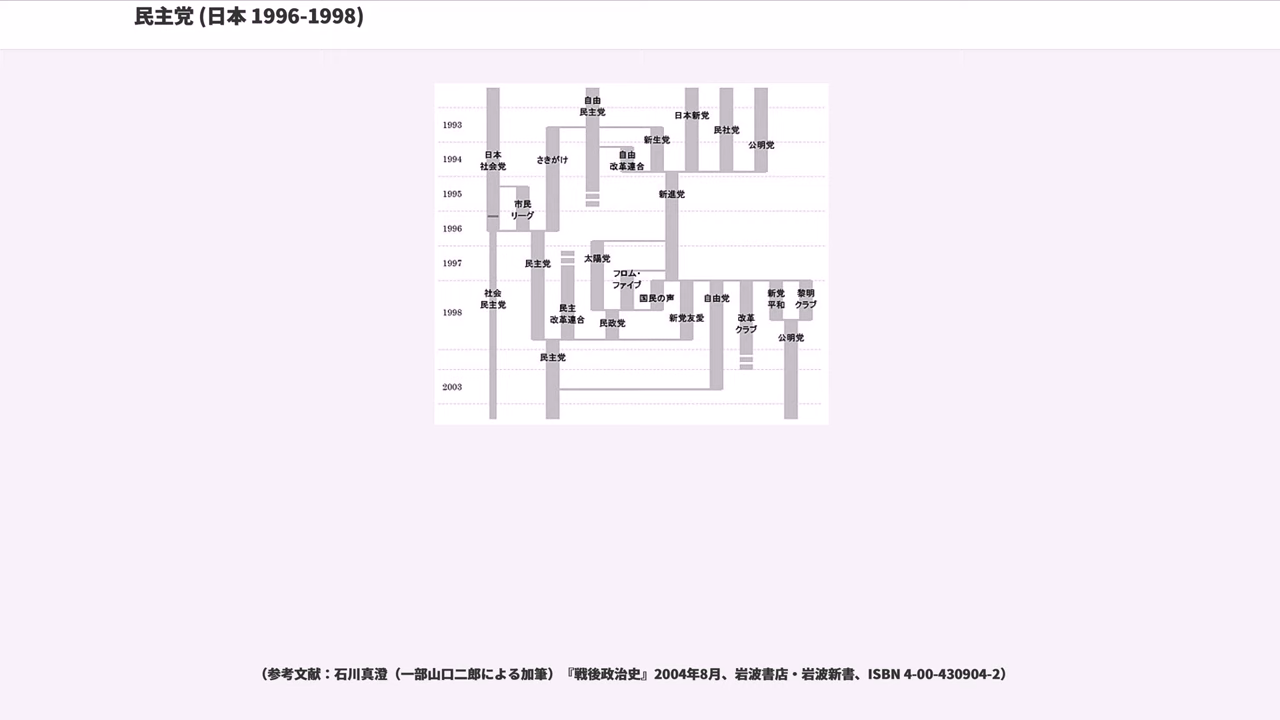 民主党 (日本 1996-1998)
自由
民主党
日本新党
1993
民社党
新生党
公明党
1994
日本
社会党
さきがけ
自由
改革連合
1995
新進党
市民
リーグ
1996
1997
民主党
太陽党
フロム・
ファイブ
社会
民主党
国民の声
自由党
新党
平和
黎明
クラブ
1998
民主
改革連合
民政党
新党友愛
改革
クラブ
公明党
民主党
2003
（参考文献：石川真澄（一部山口二郎による加筆）『戦後政治史』2004年8月、岩波書店・岩波新書、ISBN 4-00-430904-2）